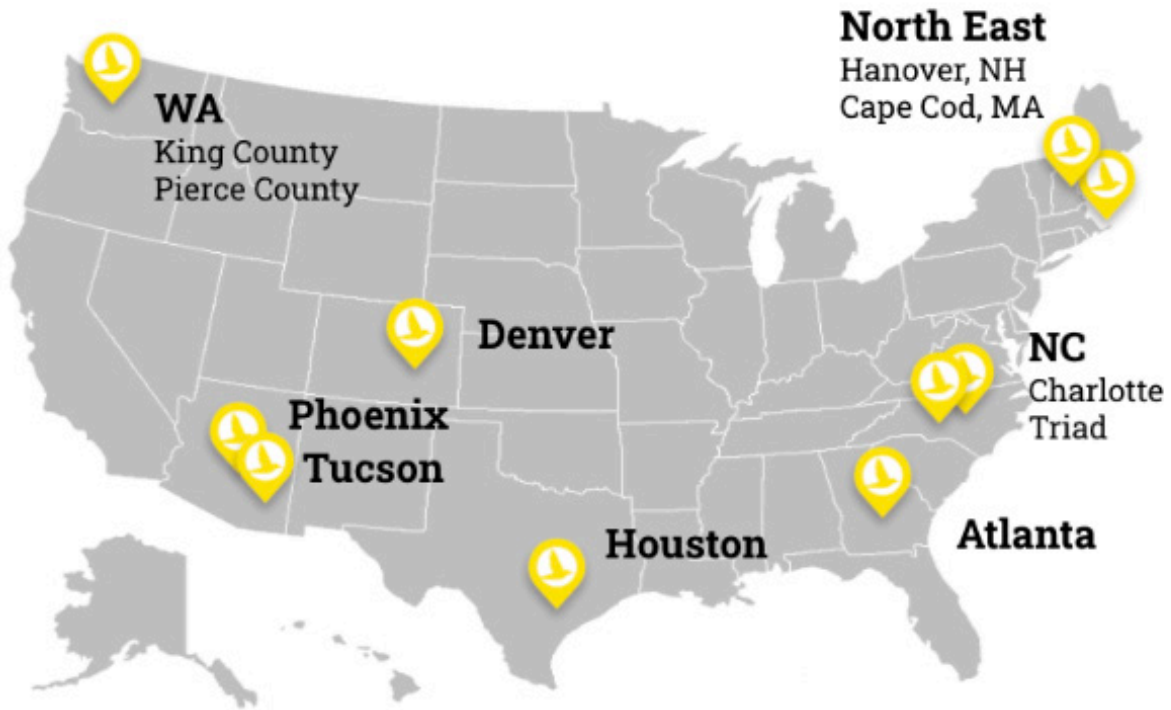 North East
Hanover, NH
Cape Cod, MA
WA
King County
Pierce County
Denver
NC
Charlotte
Triad
Phoenix
Tucson
Houston
Atlanta